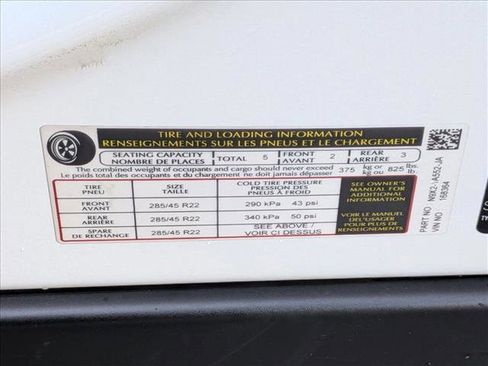 TIRE AND LOADING INFORMATION
RENSEIGNEMENTS SUR LES PNEUS ET LE CHARGEMENT
SEATING CAPACITY
NOMBRE DE PLACES
TOTAL 5
FRONT
AVANT 2
REAR
ARRIÈRE 3
The combined weight of occupants and cargo should never exceed
Le poids total des occupants et du chargement ne doit jamais dépasser
375 kg or
kg ou
825 lbs.
lb.
TIRE
PNEU
SIZE
TAILLE
COLD TIRE PRESSURE
PRESSION DES
PNEUS À FROID
FRONT
AVANT
285/45 R22
290 kPa 43 psi
REAR
ARRIÈRE
285/45 R22
340 kPa 50 psi
SPARE
DE RECHANGE
285/45 R22
SEE ABOVE /
VOIR CI DESSUS
SEE OWNER'S
MANUAL FOR
ADDITIONAL
INFORMATION
VOIR LE MANUEL
DE L'USAGER
POUR PLUS DE
RENSEIGNEMENTS
VIN NO